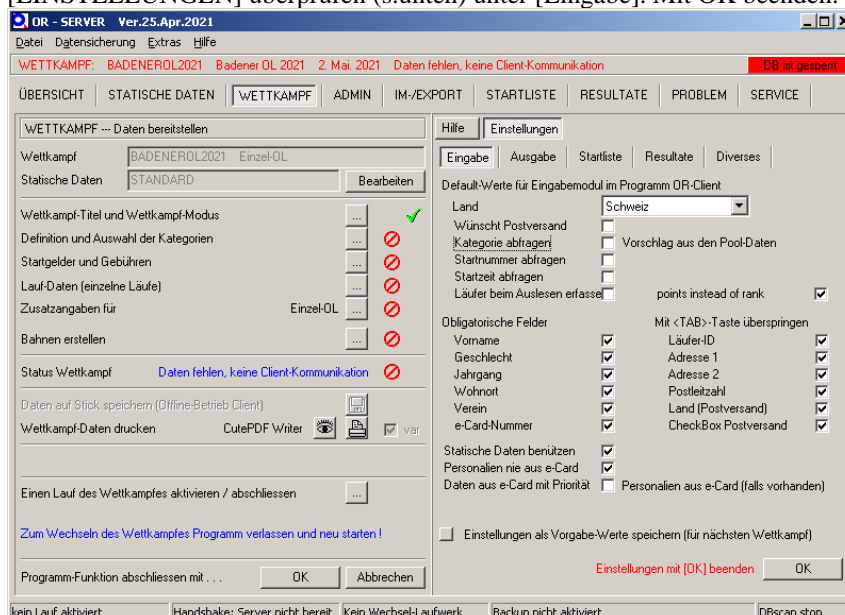 [EINSTELLUNGEN] überprüfen (s.unten) unter [Eingabe]. Mit OK beenden.
OR - SERVER Ver.25.Apr.2021
Datei Datensicherung Extras Hilfe
WETTKAMPF: BADENEROL2021 Badener OL 2021 2. Mai. 2021 Daten fehlen, keine Client-Kommunikation DB ist gesperrt
ÜBERSICHT STATISCHE DATEN WETTKAMPF ADMIN IM-/EXPORT STARTLISTE RESULTATE PROBLEM SERVICE
WETTKAMPF --- Daten bereitstellen
Wettkampf BADENEROL2021 Einzel-OL
Statische Daten STANDARD Bearbeiten
Wettkampf-Titel und Wettkampf-Modus ...
Definition und Auswahl der Kategorien ...
Startgelder und Gebühren ...
Lauf-Daten (einzelne Läufe) ...
Zusatzangaben für Einzel-OL ...
Bahnen erstellen ...
Status Wettkampf Daten fehlen, keine Client-Kommunikation
Daten auf Stick speichern (Offline-Betrieb Client)
Wettkampf-Daten drucken CutePDF Writer var
Einen Lauf des Wettkampfes aktivieren / abschliessen ...
Zum Wechseln des Wettkampfes Programm verlassen und neu starten !
Programm-Funktion abschliessen mit . . . OK Abbrechen
Hilfe Einstellungen
Eingabe Ausgabe Startliste Resultate Diverses
Default-Werte für Eingabemodul im Programm OR-Client
Land Schweiz
Wünscht Postversand
Kategorie abfragen Vorschlag aus den Pool-Daten
Startnummer abfragen
Startzeit abfragen
Läufer beim Auslesen erfasse points instead of rank
Obligatorische Felder Mit <TAB>-Taste überspringen
Vorname Läufer-ID
Geschlecht Adresse 1
Jahrgang Adresse 2
Wohnort Postleitzahl
Verein Land (Postversand)
e-Card-Nummer CheckBox Postversand
Statische Daten benützen
Personalien nie aus e-Card
Daten aus e-Card mit Priorität Personalien aus e-Card (falls vorhanden)
Einstellungen als Vorgabe-Werte speichern (für nächsten Wettkampf)
Einstellungen mit [OK] beenden OK
kein Lauf aktiviert Handshake: Server nicht bereit Kein Wechsel-Laufwerk Backup nicht aktiviert DBscan stop